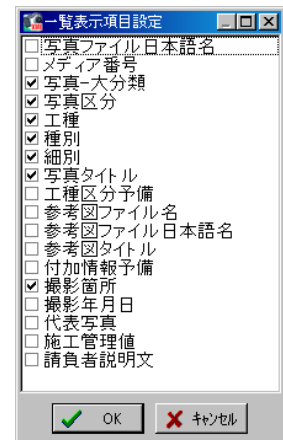 一覧表示項目設定
写真ファイル日本語名
メディア番号
写真-大分類
写真区分
工種
種別
細別
写真タイトル
工種区分予備
参考図ファイル名
参考図ファイル日本語名
参考図タイトル
付加情報予備
撮影箇所
撮影年月日
代表写真
施工管理値
請負者説明文
OK
キャンセル